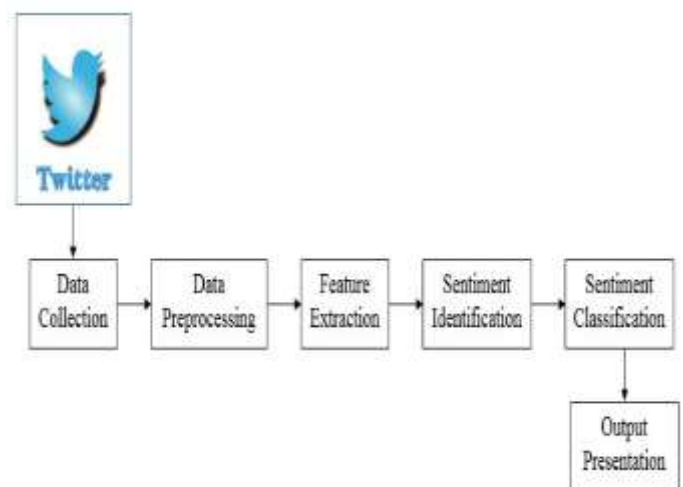 Twitter
Data
Collection
Data
Preprocessing
Feature
Extraction
Sentiment
Identification
Sentiment
Classification
Output
Presentation